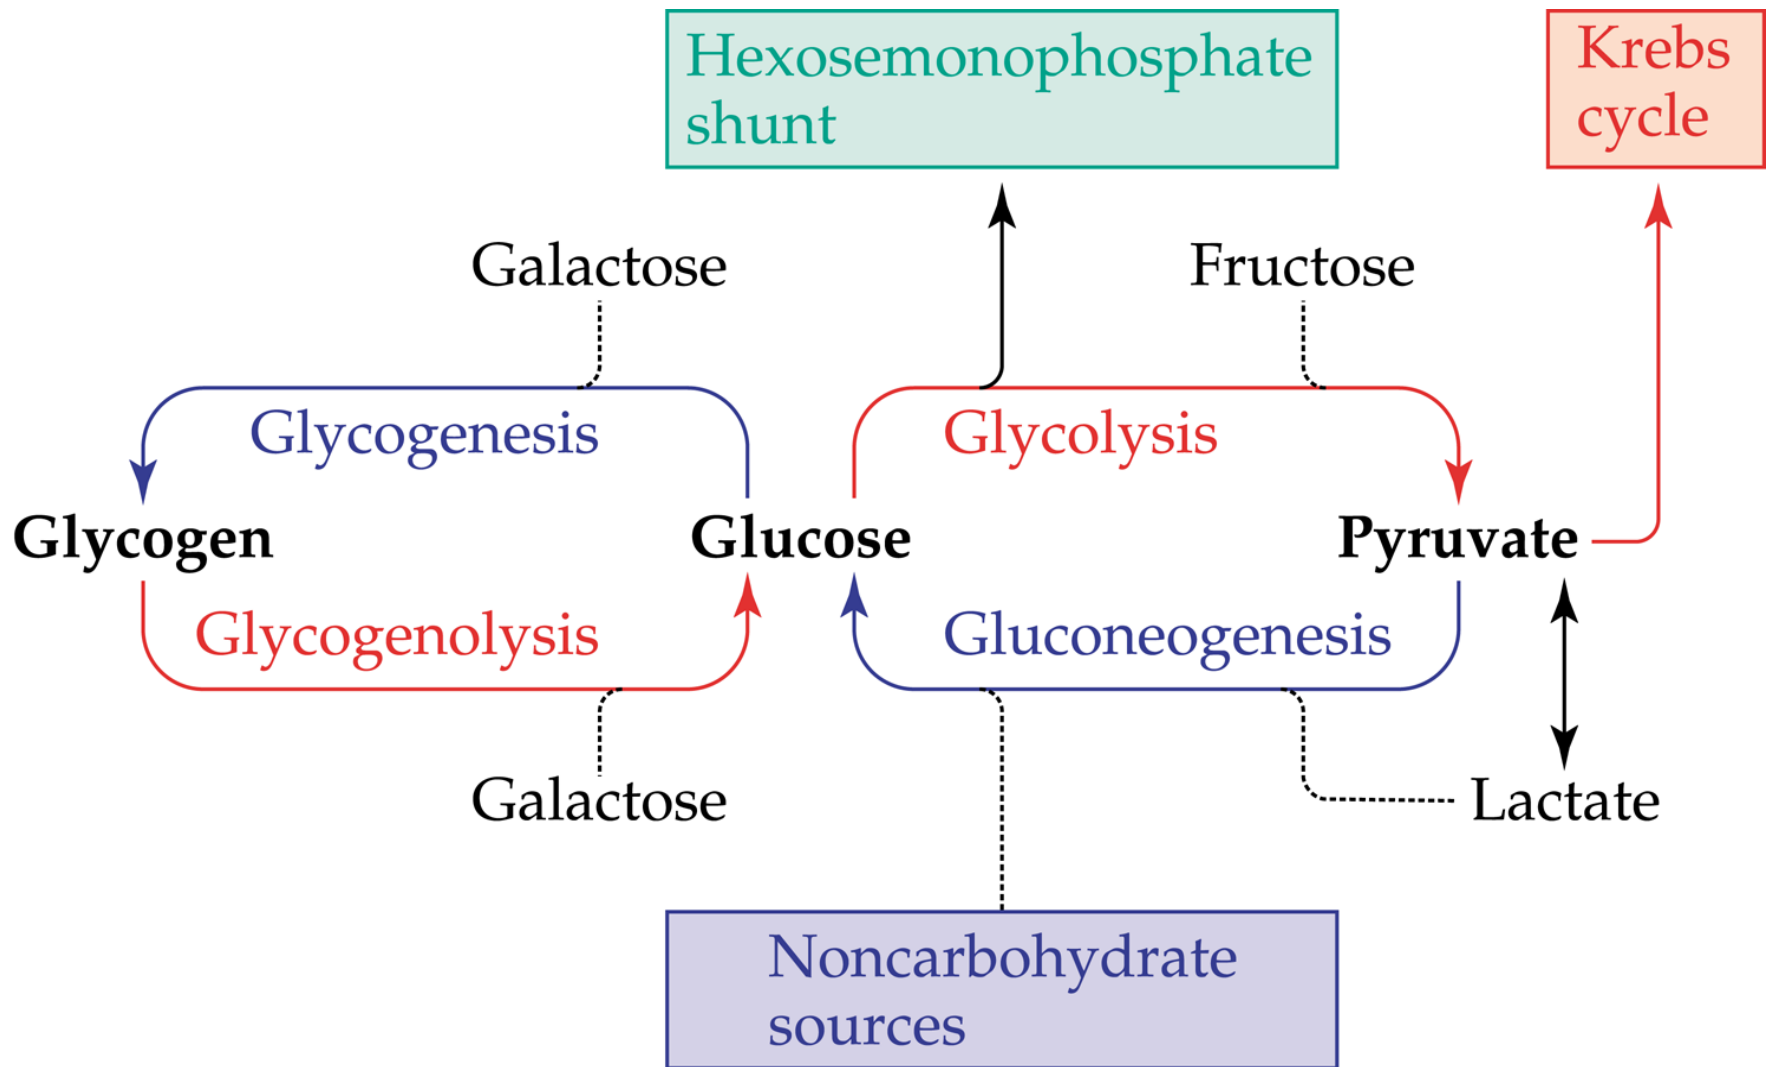 Hexosemonophosphate
shunt
Krebs
cycle
Galactose
Fructose
Glycogenesis
Glycolysis
Glycogen
Glucose
Pyruvate
Glycogenolysis
Gluconeogenesis
Galactose
Lactate
Noncarbohydrate
sources